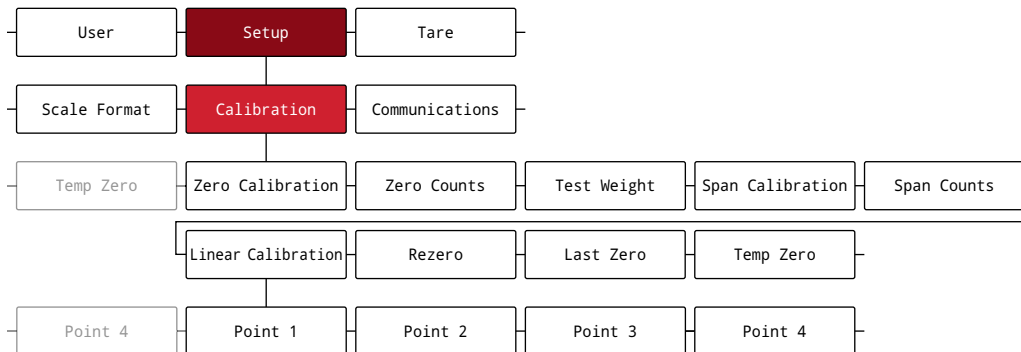 User Setup Tare
Scale Format Calibration Communications
Temp Zero Zero Calibration Zero Counts Test Weight Span Calibration Span Counts
Linear Calibration Rezero Last Zero Temp Zero
Point 4 Point 1 Point 2 Point 3 Point 4